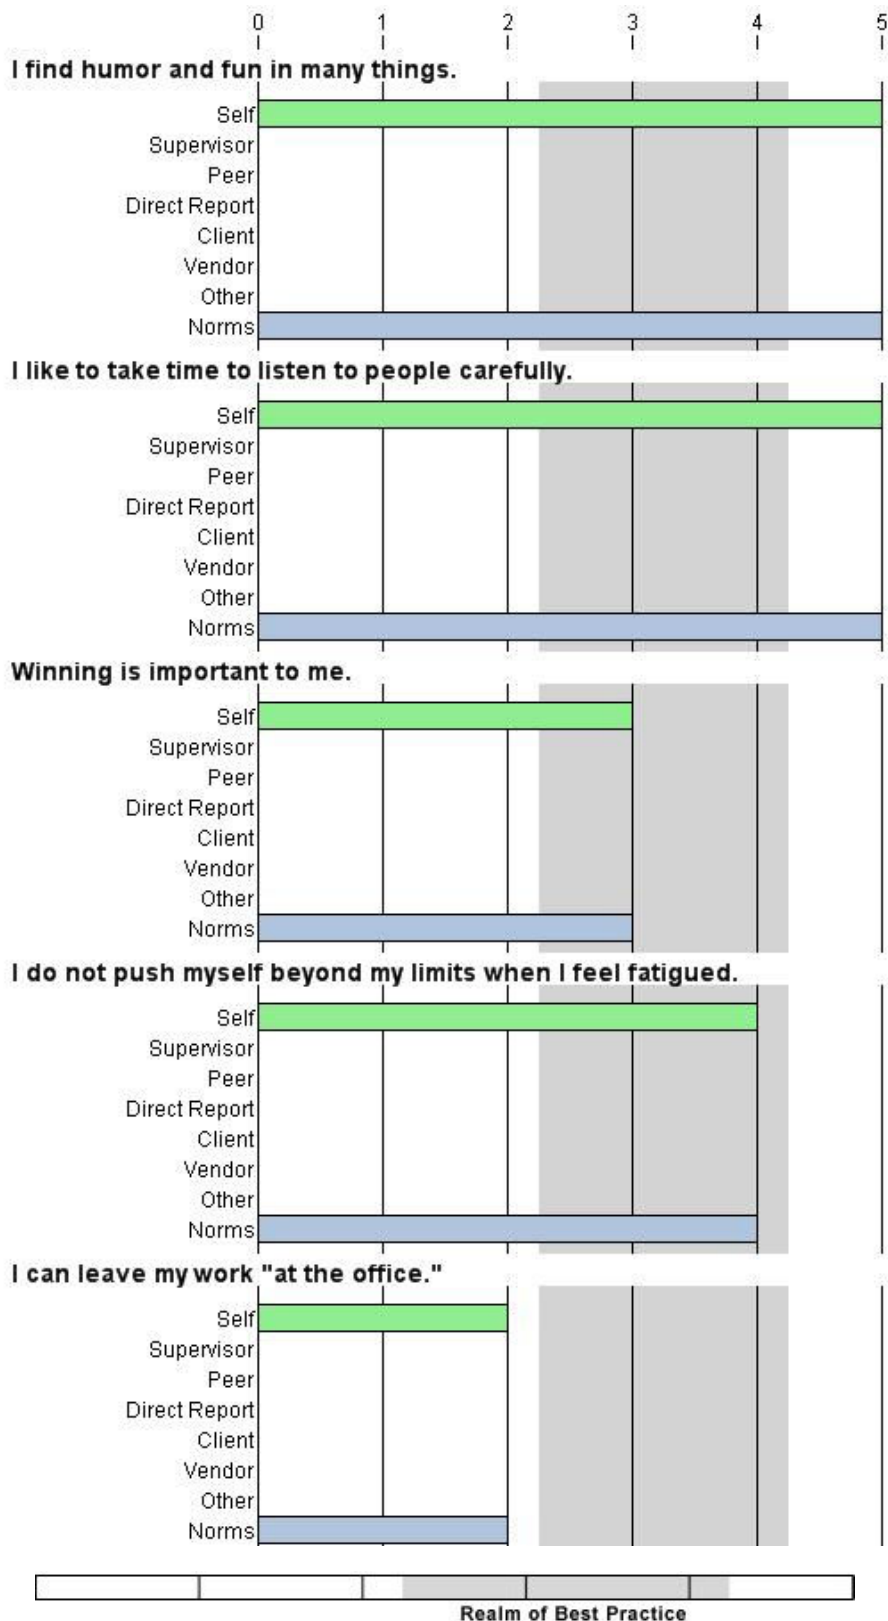 0 1 2 3 4 5
I find humor and fun in many things.
Self
Supervisor
Peer
Direct Report
Client
Vendor
Other
Norms
I like to take time to listen to people carefully.
Self
Supervisor
Peer
Direct Report
Client
Vendor
Other
Norms
Winning is important to me.
Self
Supervisor
Peer
Direct Report
Client
Vendor
Other
Norms
I do not push myself beyond my limits when I feel fatigued.
Self
Supervisor
Peer
Direct Report
Client
Vendor
Other
Norms
I can leave my work "at the office."
Self
Supervisor
Peer
Direct Report
Client
Vendor
Other
Norms
Realm of Best Practice